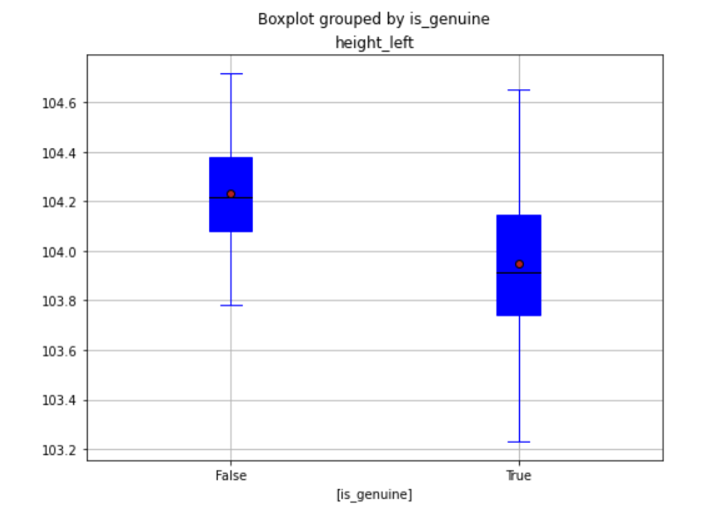 Boxplot grouped by is_genuine
height_left
104.6
104.4
104.2
104.0
103.8
103.6
103.4
103.2
False True
[is_genuine]